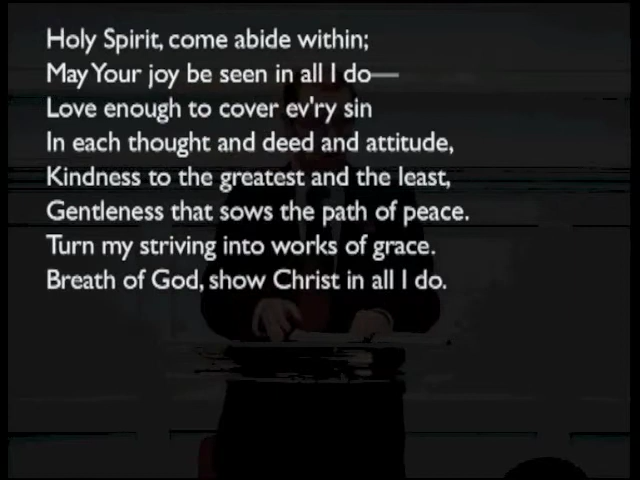 Holy Spirit, come abide within;
May Your joy be seen in all I do—
Love enough to cover ev'ry sin
In each thought and deed and attitude,
Kindness to the greatest and the least,
Gentleness that sows the path of peace.
Turn my striving into works of grace.
Breath of God, show Christ in all I do.